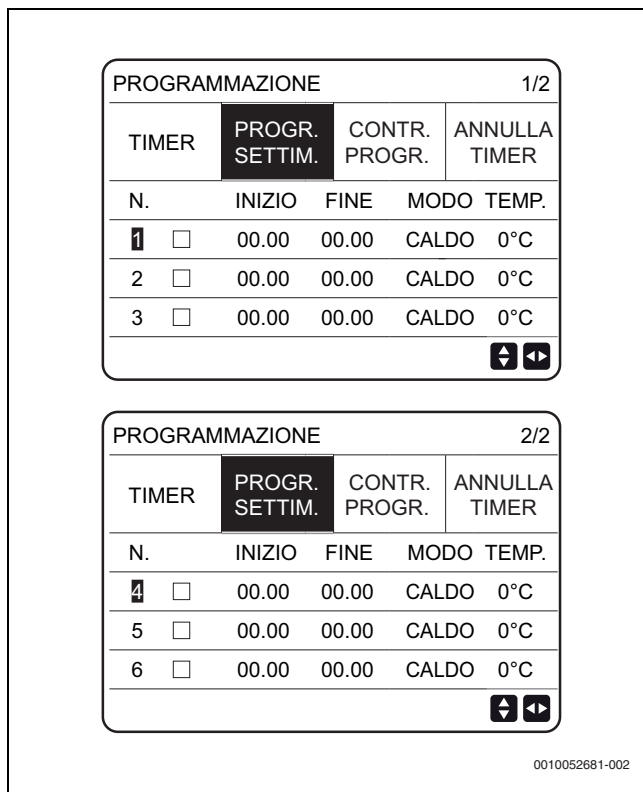 PROGRAMMAZIONE 1/2
TIMER PROGR. SETTIM. CONTR. PROGR. ANNULLA TIMER
N. INIZIO FINE MODO TEMP.
1 00.00 00.00 CALDO 0°C
2 00.00 00.00 CALDO 0°C
3 00.00 00.00 CALDO 0°C
PROGRAMMAZIONE 2/2
TIMER PROGR. SETTIM. CONTR. PROGR. ANNULLA TIMER
N. INIZIO FINE MODO TEMP.
4 00.00 00.00 CALDO 0°C
5 00.00 00.00 CALDO 0°C
6 00.00 00.00 CALDO 0°C
0010052681-002